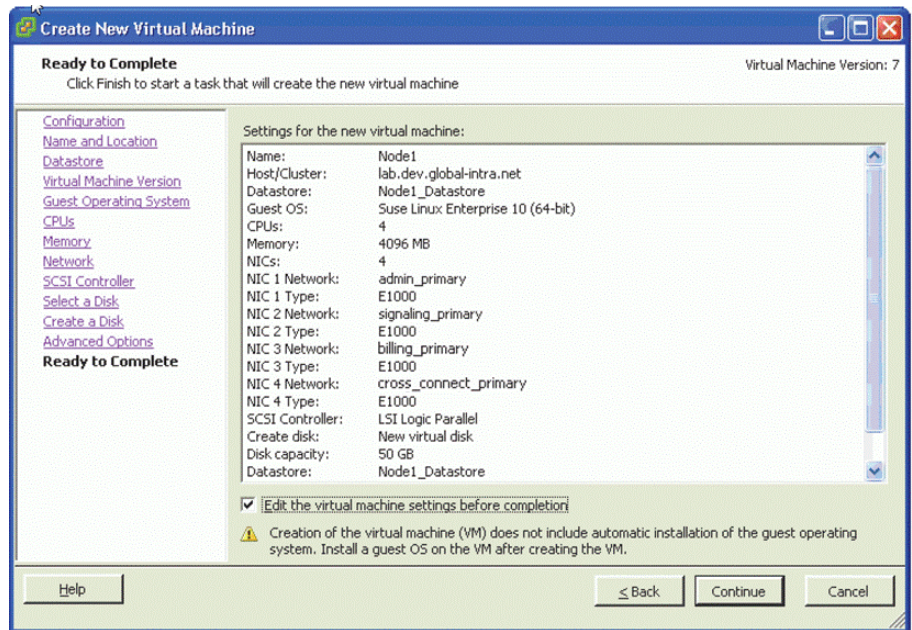 Create New Virtual Machine
Ready to Complete
Click Finish to start a task that will create the new virtual machine
Virtual Machine Version: 7
Configuration
Name and Location
Datastore
Virtual Machine Version
Guest Operating System
CPUs
Memory
Network
SCSI Controller
Select a Disk
Create a Disk
Advanced Options
Ready to Complete
Settings for the new virtual machine:
Name: Node1
Host/Cluster: lab.dev.global-intra.net
Datastore: Node1_Datastore
Guest OS: Suse Linux Enterprise 10 (64-bit)
CPUs: 4
Memory: 4096 MB
NICs: 4
NIC 1 Network: admin_primary
NIC 1 Type: E1000
NIC 2 Network: signaling_primary
NIC 2 Type: E1000
NIC 3 Network: billing_primary
NIC 3 Type: E1000
NIC 4 Network: cross_connect_primary
NIC 4 Type: E1000
SCSI Controller: LSI Logic Parallel
Create disk: New virtual disk
Disk capacity: 50 GB
Datastore: Node1_Datastore
Edit the virtual machine settings before completion
Creation of the virtual machine (VM) does not include automatic installation of the guest operating
system. Install a guest OS on the VM after creating the VM.
Help
≤ Back
Continue
Cancel